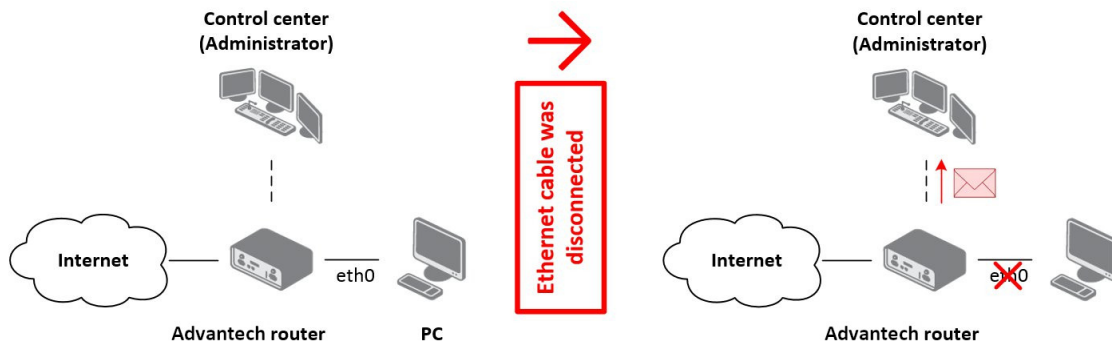 Control center
(Administrator)
Internet
eth0
Advantech router
PC
Ethernet cable was
disconnected
Control center
(Administrator)
Internet
eth0
Advantech router